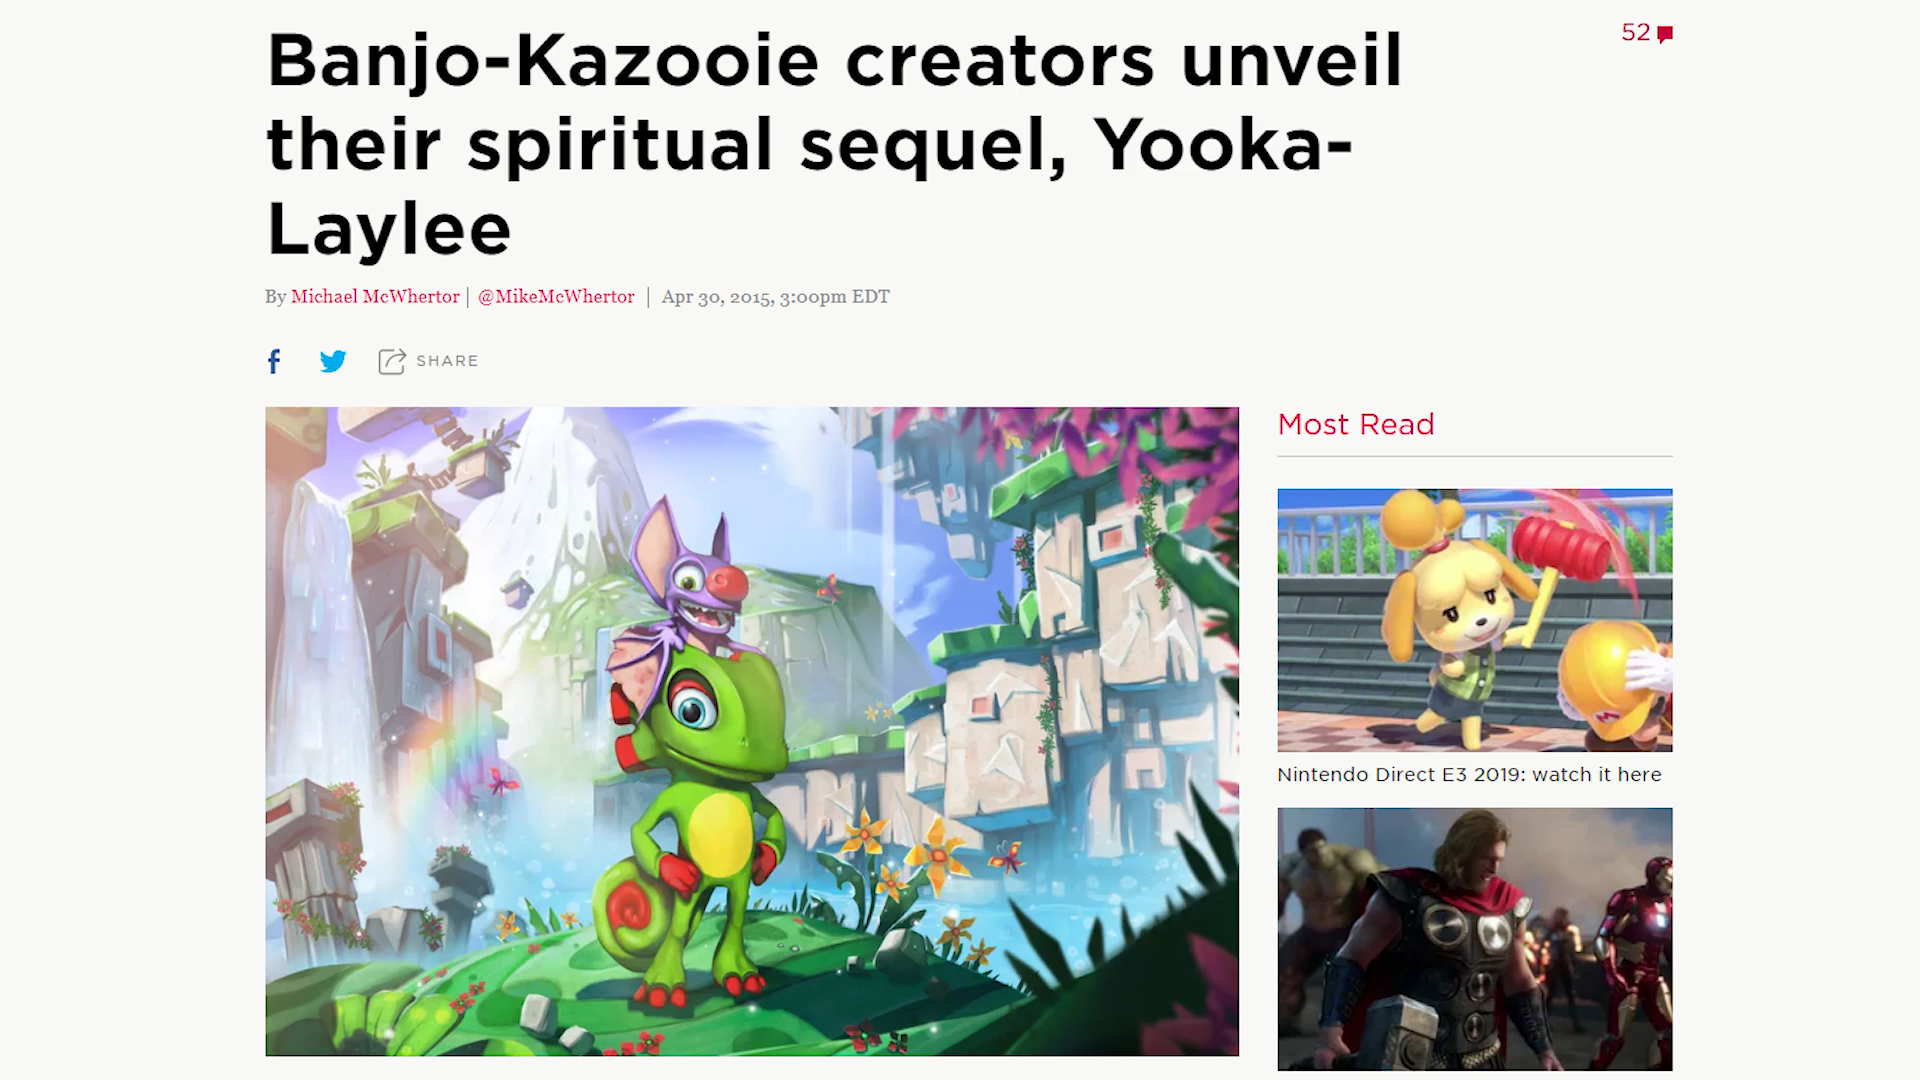 Banjo-Kazooie creators unveil
their spiritual sequel, Yooka-
Laylee
52
By Michael McWhertor | @MikeMcWhertor | Apr 30, 2015, 3:00pm EDT
SHARE
Most Read
Nintendo Direct E3 2019: watch it here